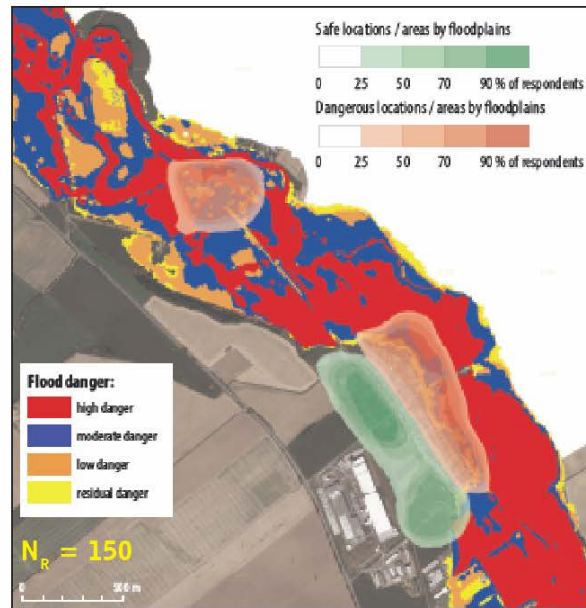 Safe locations / areas by floodplains
0 25 50 70 90 % of respondents
Dangerous locations / areas by floodplains
0 25 50 70 90 % of respondents
Flood danger:
high danger
moderate danger
low danger
residual danger
NR = 150
0 500 m